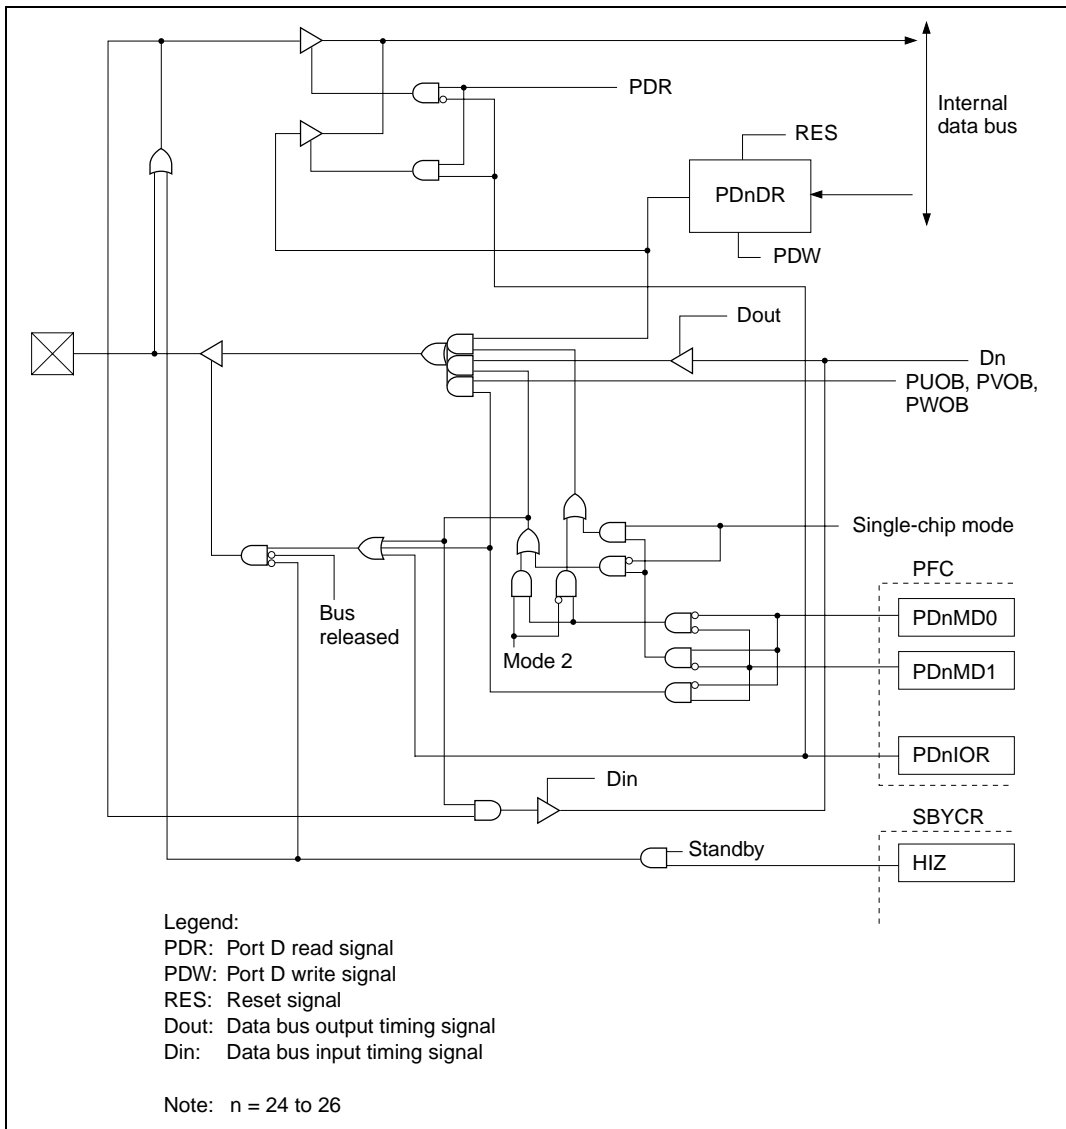 PDR
Internal
data bus
RES
PDnDR
PDW
Dout
Dn
PUOB, PVOB,
PWOB
Single-chip mode
PFC
Bus
released
Mode 2
PDnMD0
PDnMD1
PDnIOR
Din
SBYCR
Standby
HIZ
Legend:
PDR: Port D read signal
PDW: Port D write signal
RES: Reset signal
Dout: Data bus output timing signal
Din: Data bus input timing signal
Note: n = 24 to 26